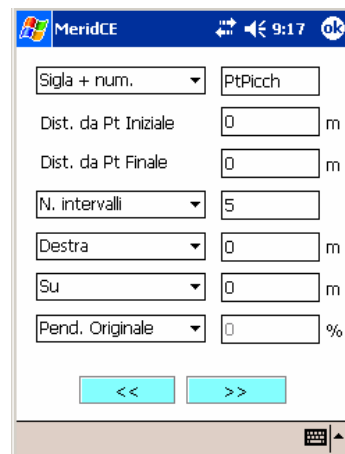 MeridCE 9:17 ok
Sigla + num. PtPicch
Dist. da Pt Iniziale 0 m
Dist. da Pt Finale 0 m
N. intervalli 5
Destra 0 m
Su 0 m
Pend. Originale 0 %
<< >>